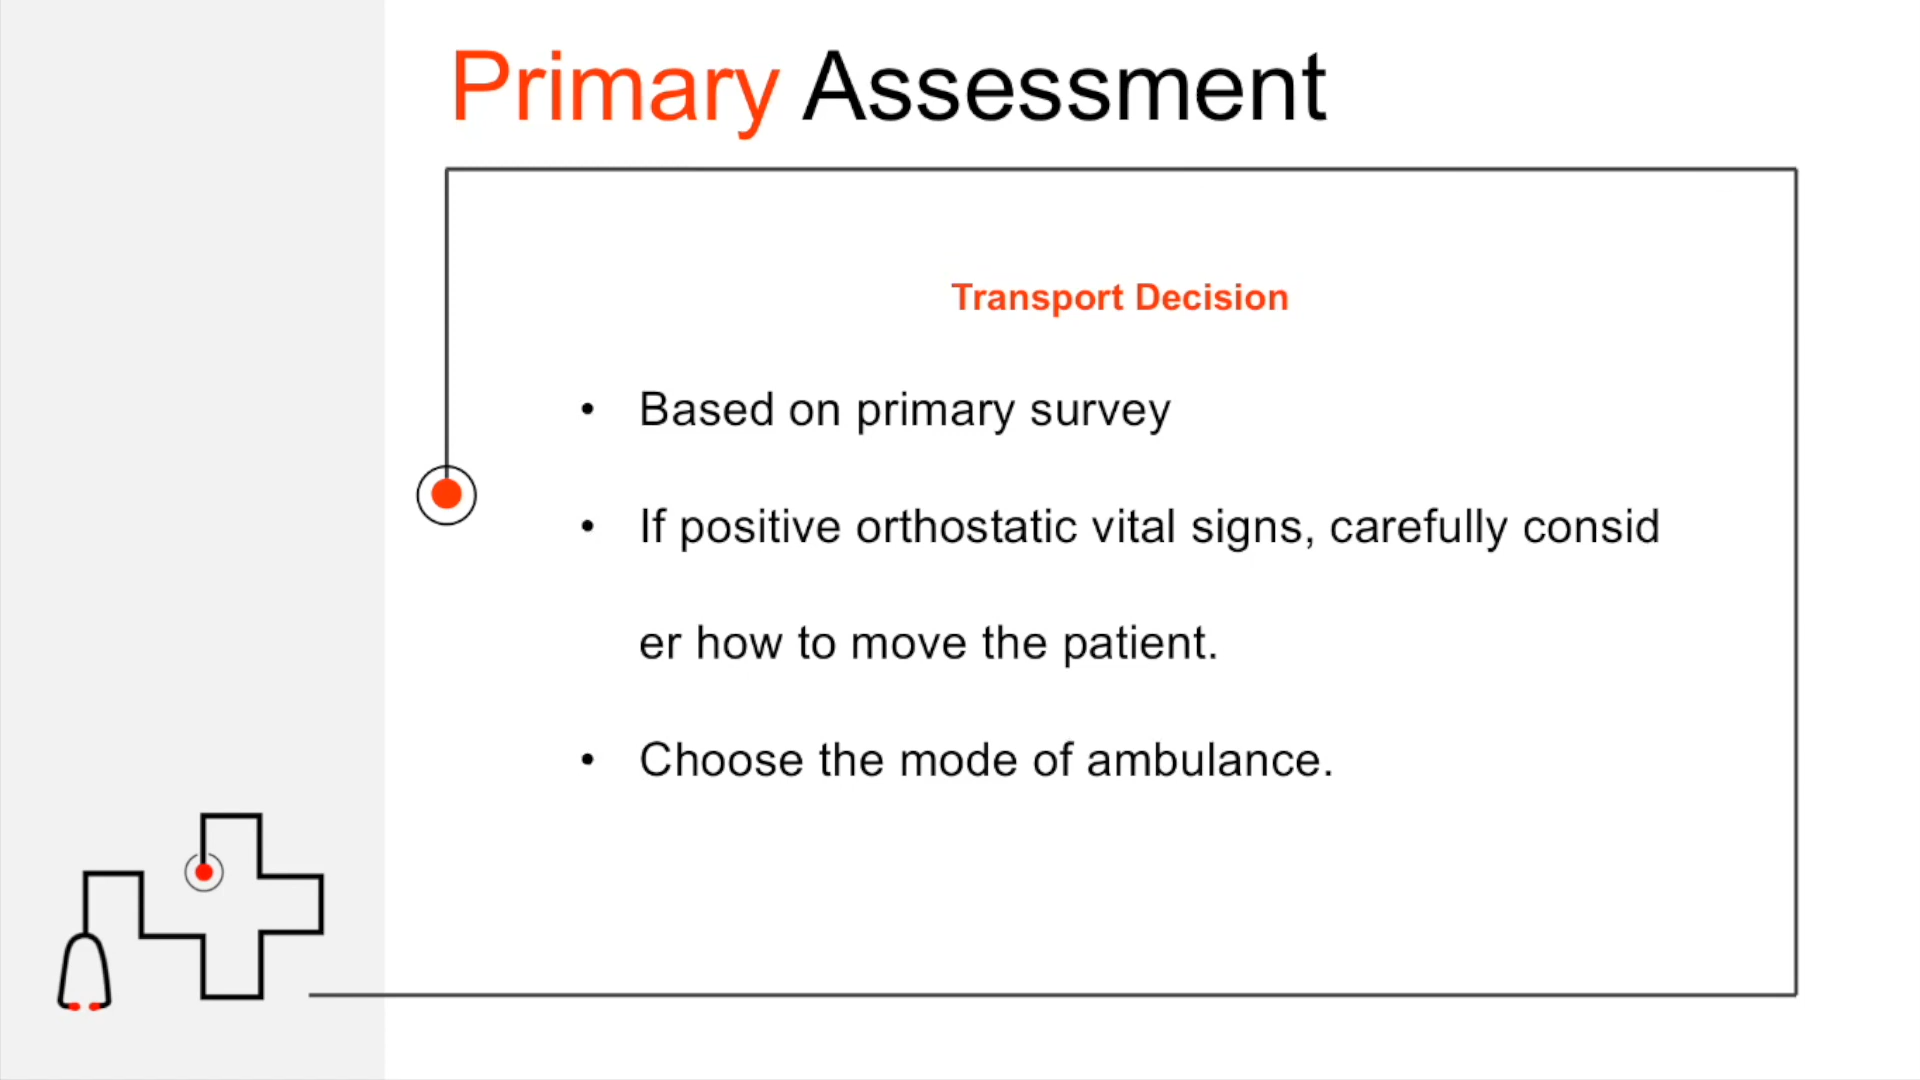 Primary Assessment
Transport Decision
• Based on primary survey
• If positive orthostatic vital signs, carefully consid
er how to move the patient.
• Choose the mode of ambulance.